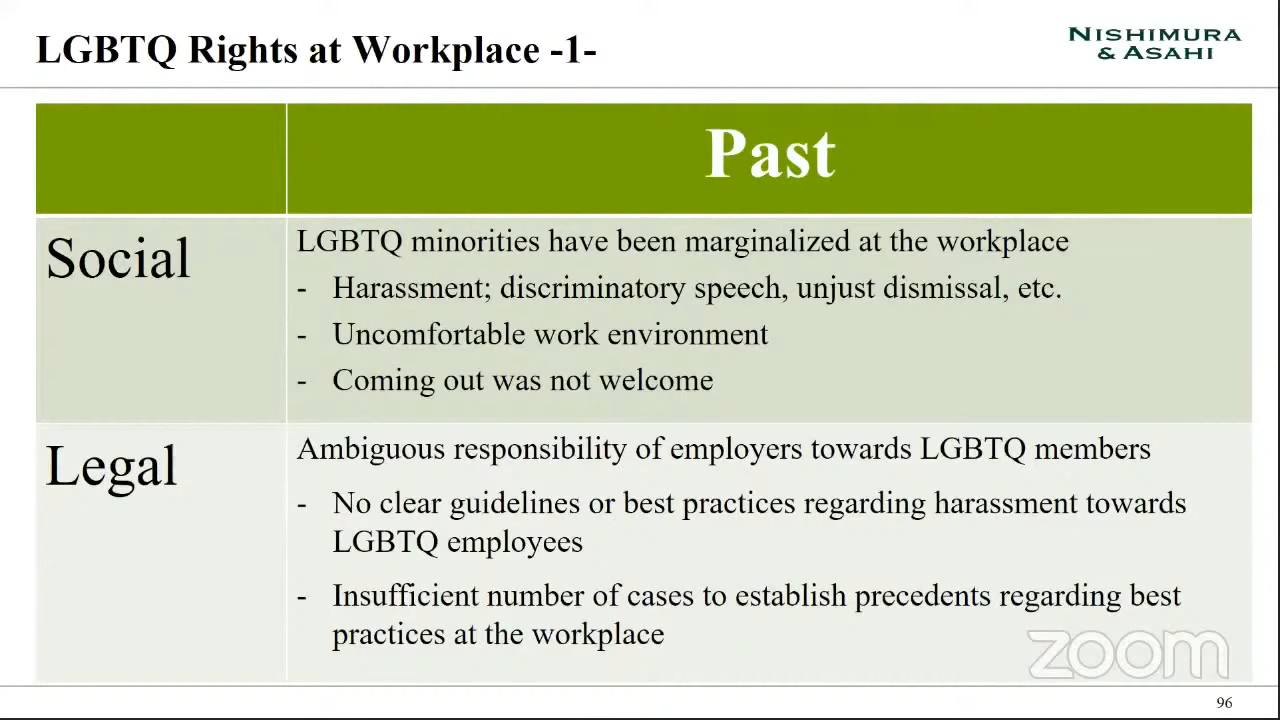 LGBTQ Rights at Workplace -1-
NISHIMURA
& ASAHI
Past
Social
LGBTQ minorities have been marginalized at the workplace
- Harassment; discriminatory speech, unjust dismissal, etc.
- Uncomfortable work environment
- Coming out was not welcome
Legal
Ambiguous responsibility of employers towards LGBTQ members
- No clear guidelines or best practices regarding harassment towards
LGBTQ employees
- Insufficient number of cases to establish precedents regarding best
practices at the workplace
zoom
96